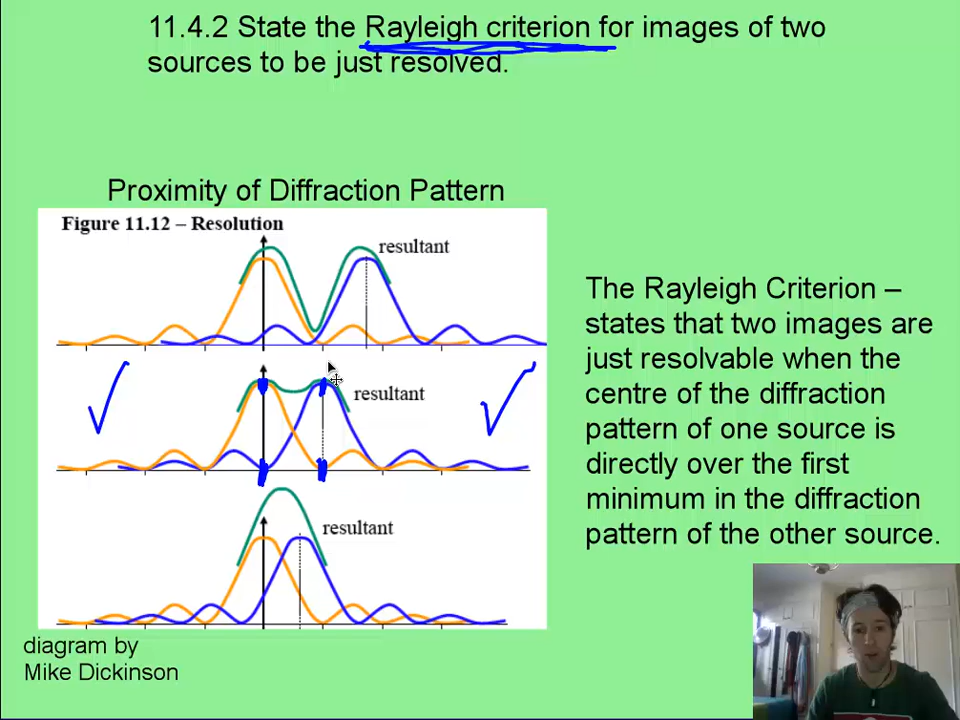 11.4.2 State the Rayleigh criterion for images of two
sources to be just resolved.
Proximity of Diffraction Pattern
Figure 11.12 – Resolution
resultant
resultant
resultant
The Rayleigh Criterion –
states that two images are
just resolvable when the
centre of the diffraction
pattern of one source is
directly over the first
minimum in the diffraction
pattern of the other source.
diagram by
Mike Dickinson